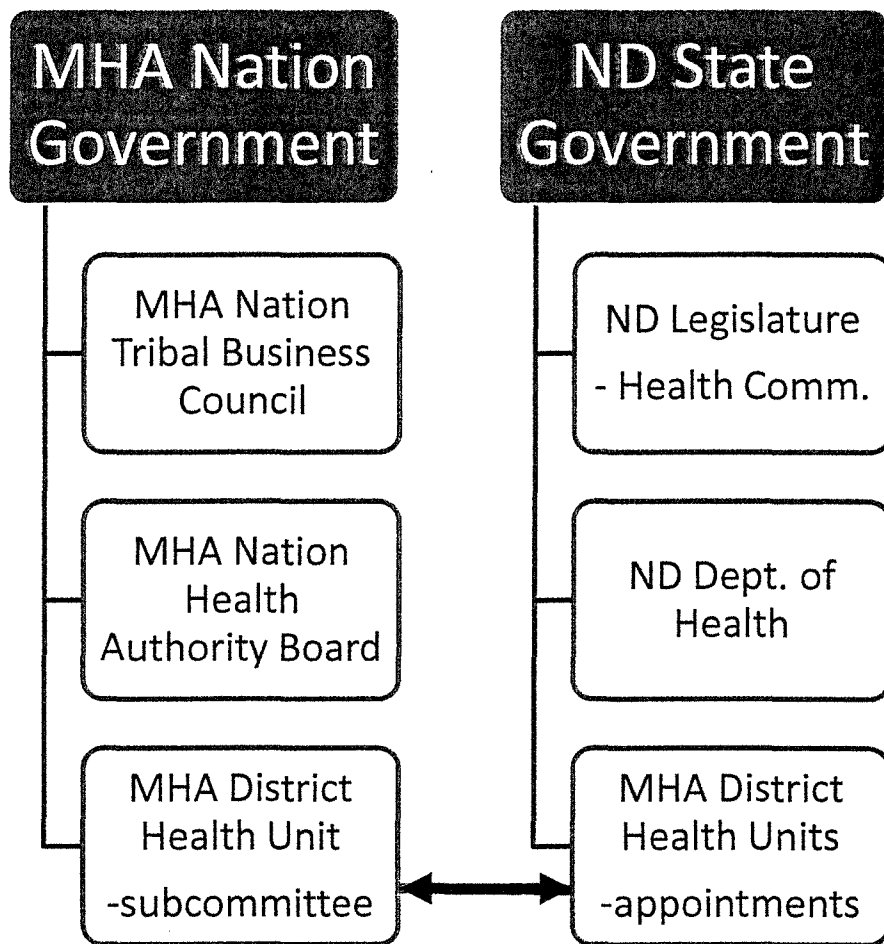 MHA Nation
Government
MHA Nation
Tribal Business
Council
MHA Nation
Health
Authority Board
MHA District
Health Unit
-subcommittee
ND State
Government
ND Legislature
- Health Comm.
ND Dept. of
Health
MHA District
Health Units
-appointments